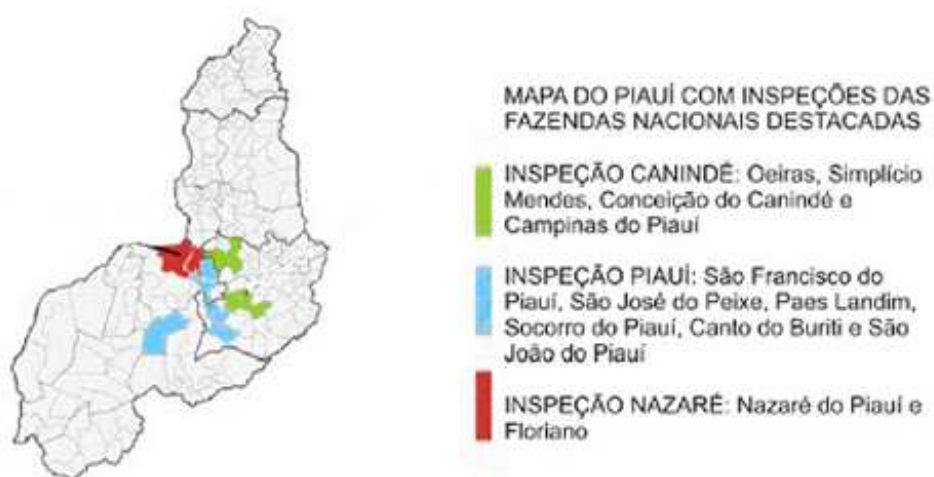 MAPA DO PIAUÍ COM INSPEÇÕES DAS
FAZENDAS NACIONAIS DESTACADAS
INSPEÇÃO CANINDÉ: Oeiras, Simplício
Mendes, Conceição do Canindé e
Campinas do Piauí
INSPEÇÃO PIAUÍ: São Francisco do
Piauí, São José do Peixe, Paes Landim,
Socorro do Piauí, Canto do Buriti e São
João do Piauí
INSPEÇÃO NAZARÉ: Nazaré do Piauí e
Floriano